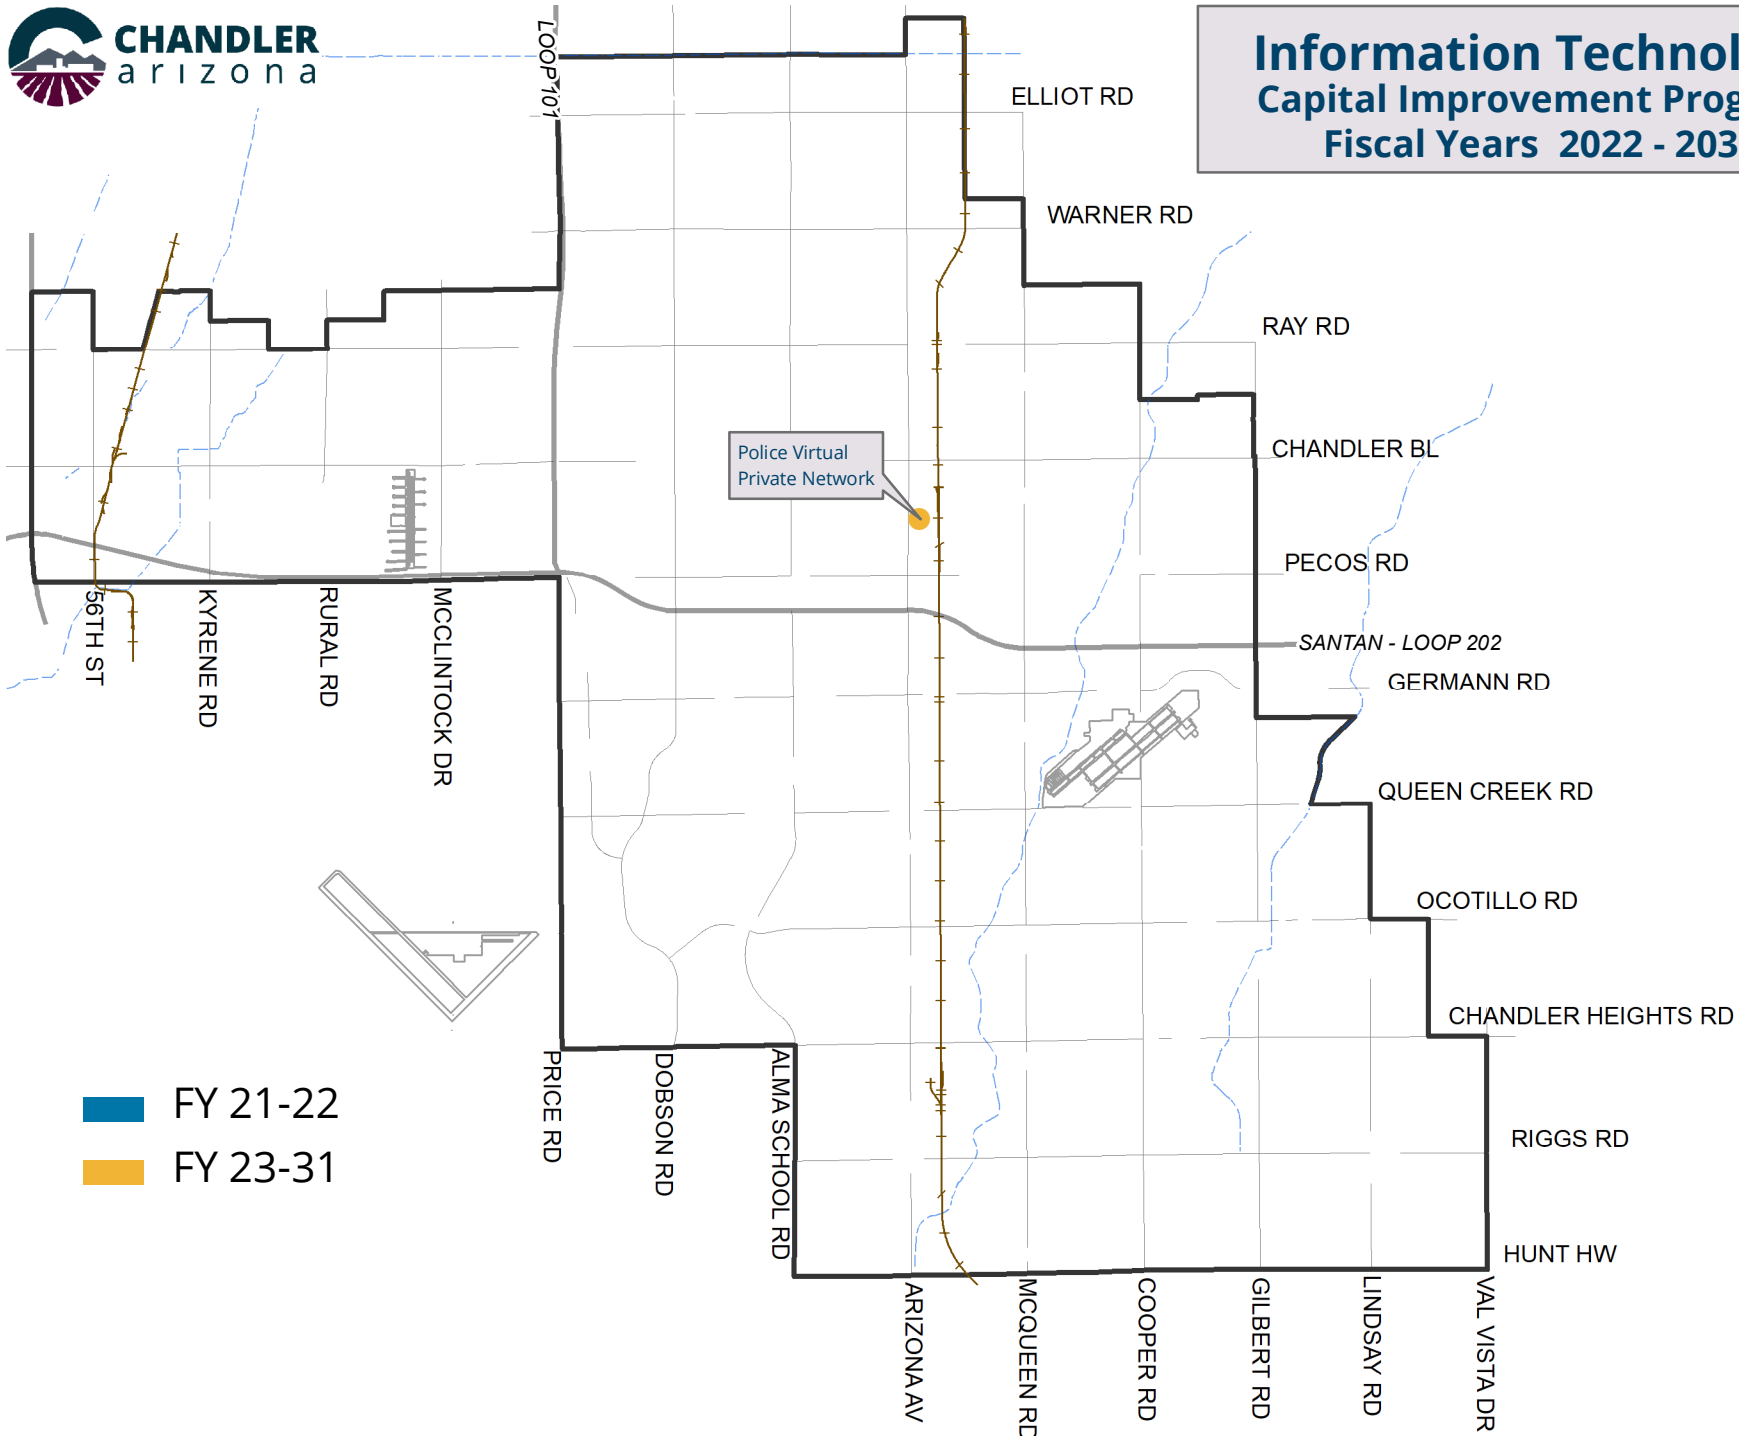 CHANDLER
arizona
LOOP 101
Information Technol
Capital Improvement Prog
Fiscal Years 2022 - 203
ELLIOT RD
WARNER RD
RAY RD
CHANDLER BL
Police Virtual
Private Network
PECOS RD
SANTAN - LOOP 202
GERMANN RD
56TH ST
KYRENE RD
RURAL RD
MCCLINTOCK DR
QUEEN CREEK RD
OCOTILLO RD
CHANDLER HEIGHTS RD
PRICE RD
DOBSON RD
ALMA SCHOOL RD
FY 21-22
FY 23-31
RIGGS RD
HUNT HW
ARIZONA AV
MCQUEEN RD
COOPER RD
GILBERT RD
LINDSAY RD
VAL VISTA DR